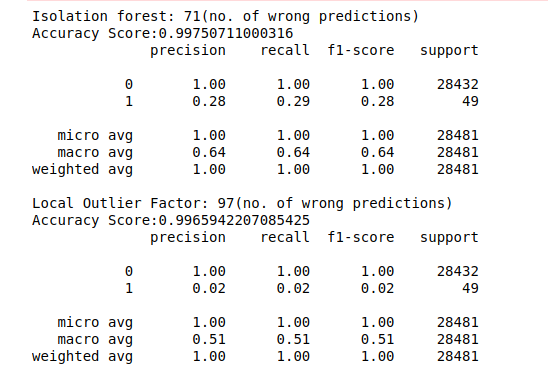 Isolation forest: 71(no. of wrong predictions)
Accuracy Score:0.99750711000316
precision recall f1-score support
0 1.00 1.00 1.00 28432
1 0.28 0.29 0.28 49
micro avg 1.00 1.00 1.00 28481
macro avg 0.64 0.64 0.64 28481
weighted avg 1.00 1.00 1.00 28481
Local Outlier Factor: 97(no. of wrong predictions)
Accuracy Score:0.9965942207085425
precision recall f1-score support
0 1.00 1.00 1.00 28432
1 0.02 0.02 0.02 49
micro avg 1.00 1.00 1.00 28481
macro avg 0.51 0.51 0.51 28481
weighted avg 1.00 1.00 1.00 28481